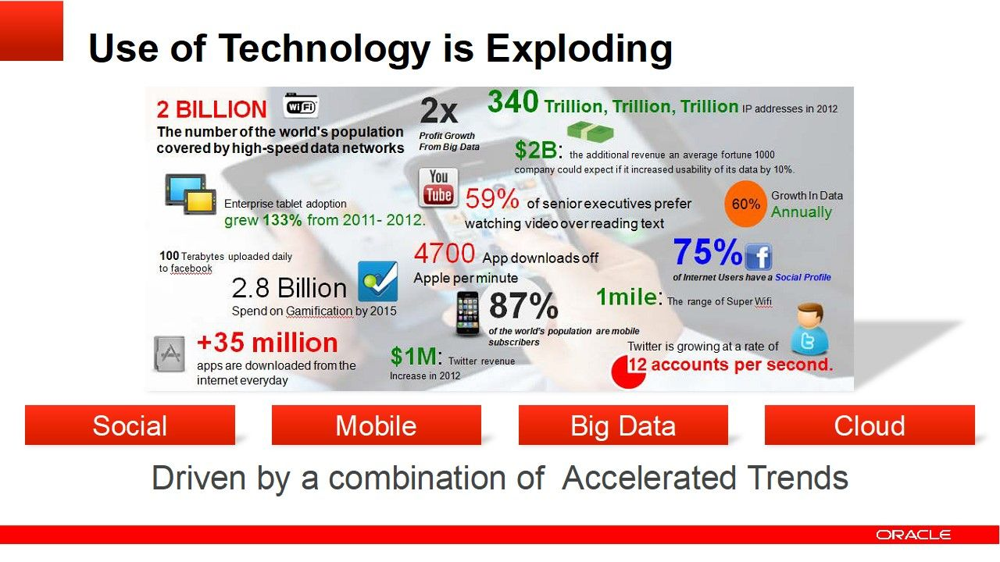 Use of Technology is Exploding
2 BILLION
WiFi
The number of the world's population
covered by high-speed data networks
2x
Profit Growth
From Big Data
340 Trillion, Trillion, Trillion IP addresses in 2012
$2B: the additional revenue an average fortune 1000
company could expect if it increased usability of its data by 10%.
Enterprise tablet adoption
grew 133% from 2011- 2012.
You
Tube
59% of senior executives prefer
watching video over reading text
60%
Growth In Data
Annually
100 Terabytes uploaded daily
to facebook
2.8 Billion
Spend on Gamification by 2015
4700 App downloads off
Apple per minute
75% f
of Internet Users have a Social Profile
87%
of the world's population are mobile
subscribers
1mile: The range of Super Wifi
+35 million
apps are downloaded from the
internet everyday
$1M: Twitter revenue
Increase in 2012
Twitter is growing at a rate of
12 accounts per second.
t
Social
Mobile
Big Data
Cloud
Driven by a combination of  Accelerated Trends
ORACLE